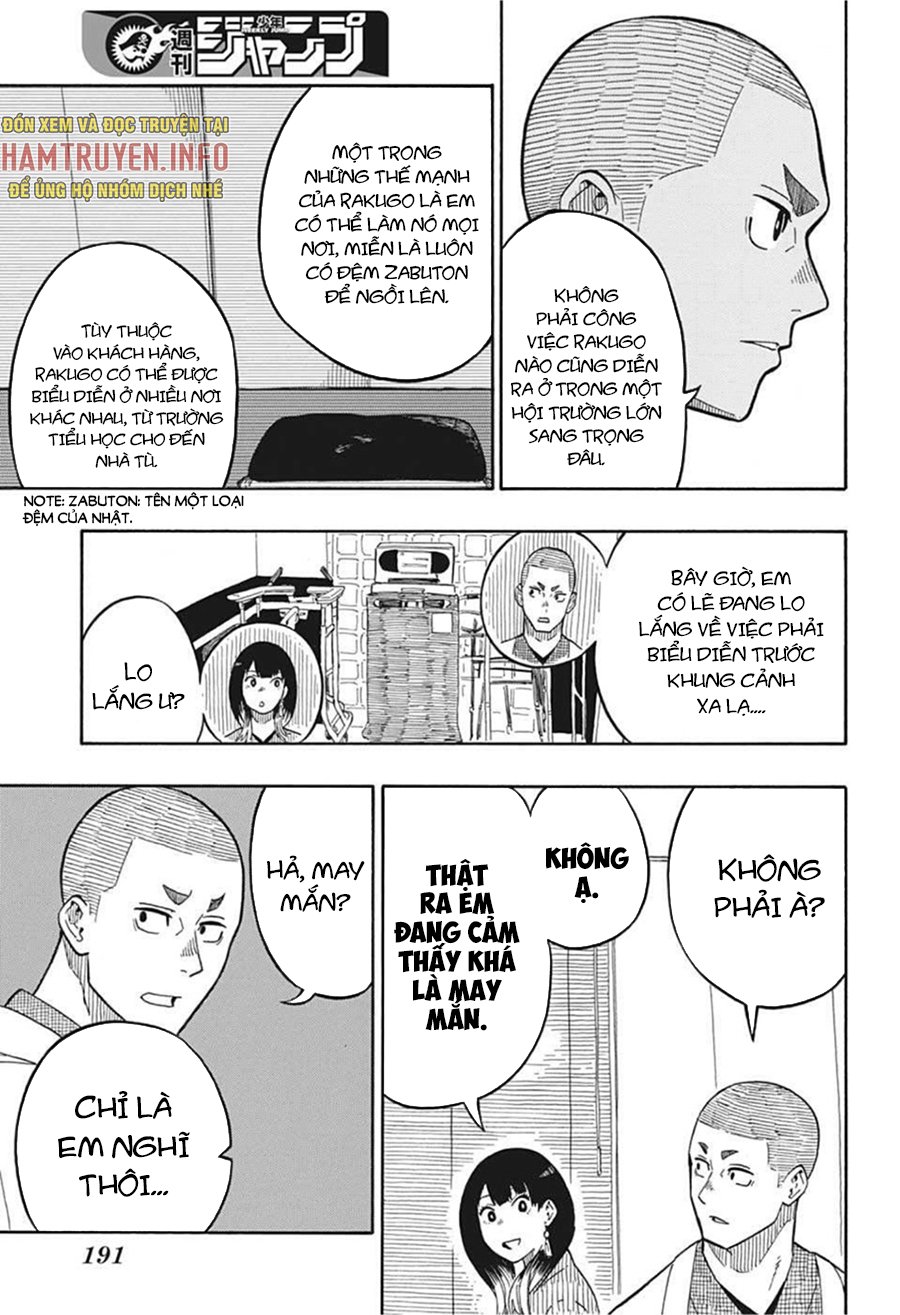 週刊
少年
WEEKLY JUMP
ジャンプ
ĐÓN XEM VÀ ĐỌC TRUYỆN TẠI
HAMTRUYEN.INFO
ĐỂ ỦNG HỘ NHÓM DỊCH NHÉ
KHÔNG
PHẢI CÔNG
VIỆC RAKUGO
NÀO CŨNG DIỄN
RA Ở TRONG MỘT
HỘI TRƯỜNG LỚN
SANG TRỌNG
ĐÂU.
MỘT TRONG
NHỮNG THẾ MẠNH
CỦA RAKUGO LÀ EM
CÓ THỂ LÀM NÓ MỌI
NƠI, MIỄN LÀ LUÔN
CÓ ĐỆM ZABUTON
ĐỂ NGỒI LÊN.
TÙY THUỘC
VÀO KHÁCH HÀNG,
RAKUGO CÓ THỂ ĐƯỢC
BIỂU DIỄN Ở NHIỀU NƠI
KHÁC NHAU, TỪ TRƯỜNG
TIỂU HỌC CHO ĐẾN
NHÀ TÙ.
NOTE: ZABUTON: TÊN MỘT LOẠI
ĐỆM CỦA NHẬT.
BÂY GIỜ, EM
CÓ LẼ ĐANG LO
LẮNG VỀ VIỆC PHẢI
BIỂU DIỄN TRƯỚC
KHUNG CẢNH
XA LẠ....
LO
LẮNG Ư?
KHÔNG
PHẢI À?
KHÔNG
Ạ.
THẬT
RA EM
ĐANG CẢM
THẤY KHÁ
LÀ MAY
MẮN.
HẢ, MAY
MẮN?
CHỈ LÀ
EM NGHĨ
THÔI...
191